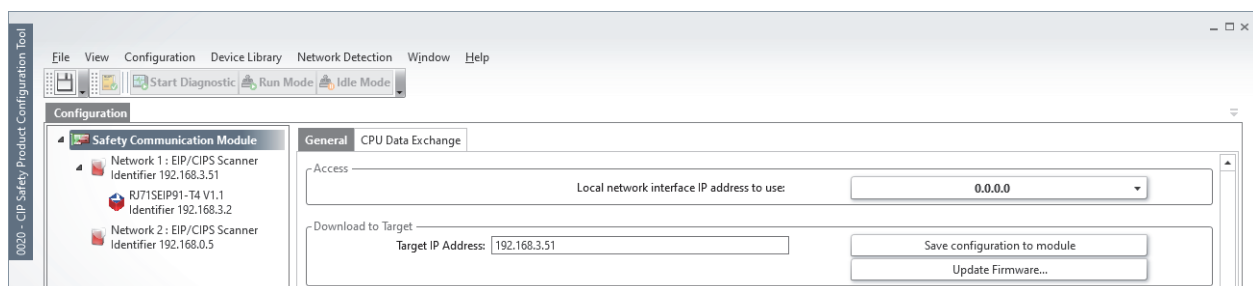 0020 - CIP Safety Product Configuration Tool
File View Configuration Device Library Network Detection Window Help
Start Diagnostic Run Mode Idle Mode
Configuration
Safety Communication Module
Network 1 : EIP/CIPS Scanner
Identifier 192.168.3.51
RJ71SEIP91-T4 V1.1
Identifier 192.168.3.2
Network 2 : EIP/CIPS Scanner
Identifier 192.168.0.5
General CPU Data Exchange
Access
Local network interface IP address to use: 0.0.0.0
Download to Target
Target IP Address: 192.168.3.51 Save configuration to module
Update Firmware...